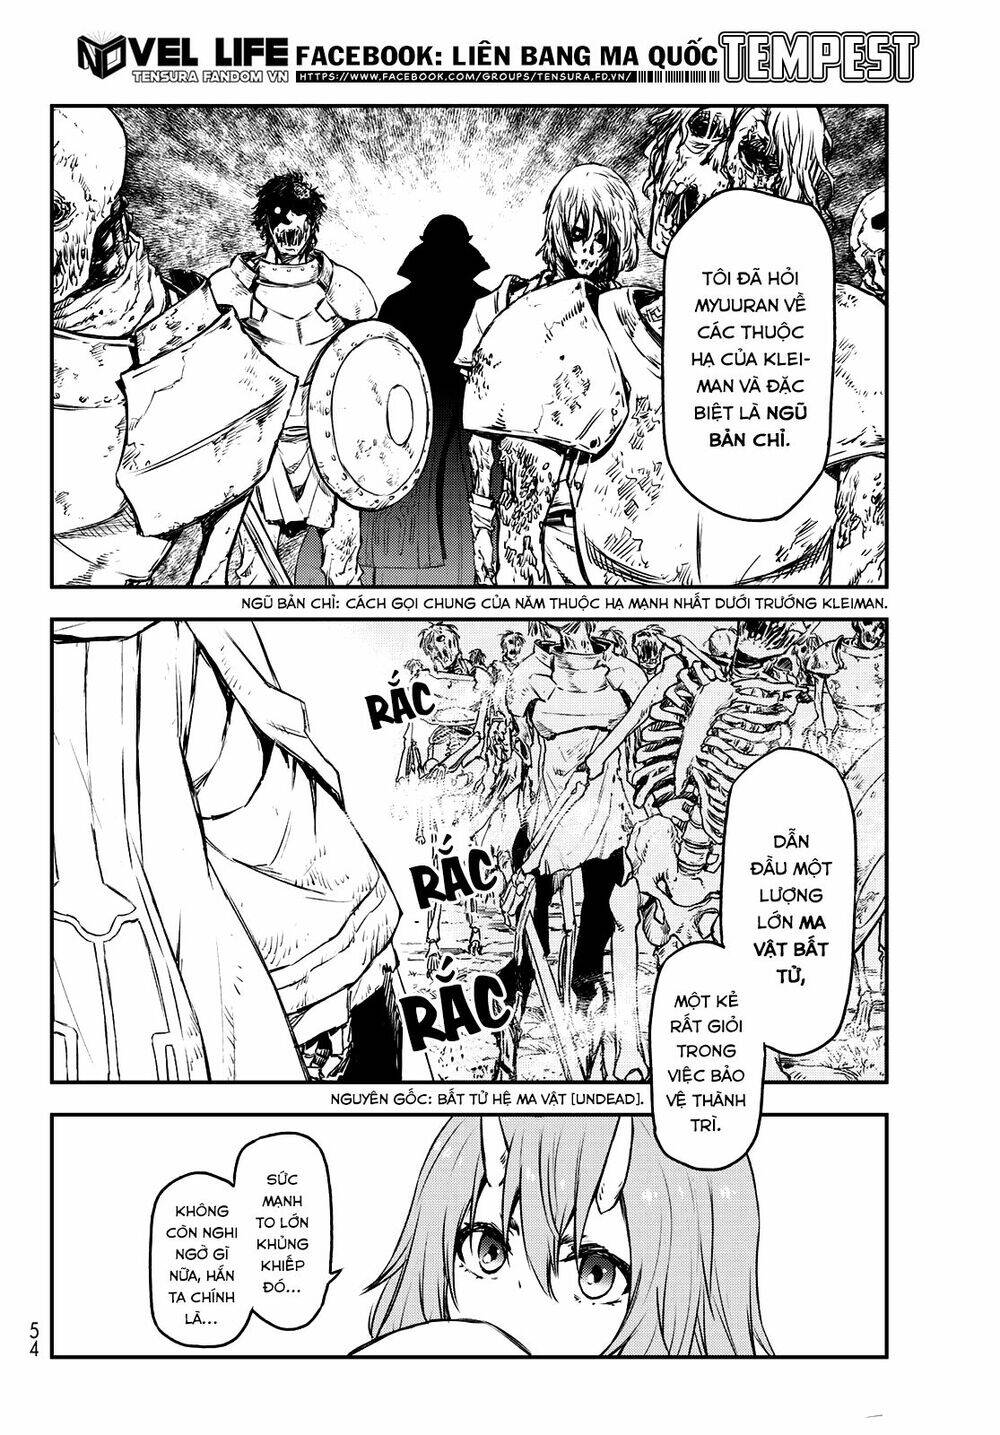 NOVEL LIFE
TENSURA FANDOM VN
FACEBOOK: LIÊN BANG MA QUỐC
HTTPS://WWW.FACEBOOK.COM/GROUPS/TENSURA.FD.VN/
TEMPEST
TÔI ĐÃ HỎI
MYUURAN VỀ
CÁC THUỘC
HẠ CỦA KLEI-
MAN VÀ ĐẶC
BIỆT LÀ NGŨ
BẢN CHỈ.
NGŨ BẢN CHỈ: CÁCH GỌI CHUNG CỦA NĂM THUỘC HẠ MẠNH NHẤT DƯỚI TRƯỚNG KLEIMAN.
RẮC
RẮC
RẮC
DẪN
ĐẦU MỘT
LƯỢNG
LỚN MA
VẬT BẤT
TỬ,
MỘT KẺ
RẤT GIỎI
TRONG
VIỆC BẢO
VỆ THÀNH
TRÌ.
NGUYÊN GỐC: BẤT TỬ HỆ MA VẬT [UNDEAD].
SỨC
MẠNH
TO LỚN
KHỦNG
KHIẾP
ĐÓ...
KHÔNG
CÒN NGHI
NGỜ GÌ
NỮA, HẮN
TA CHÍNH
LÀ...
54